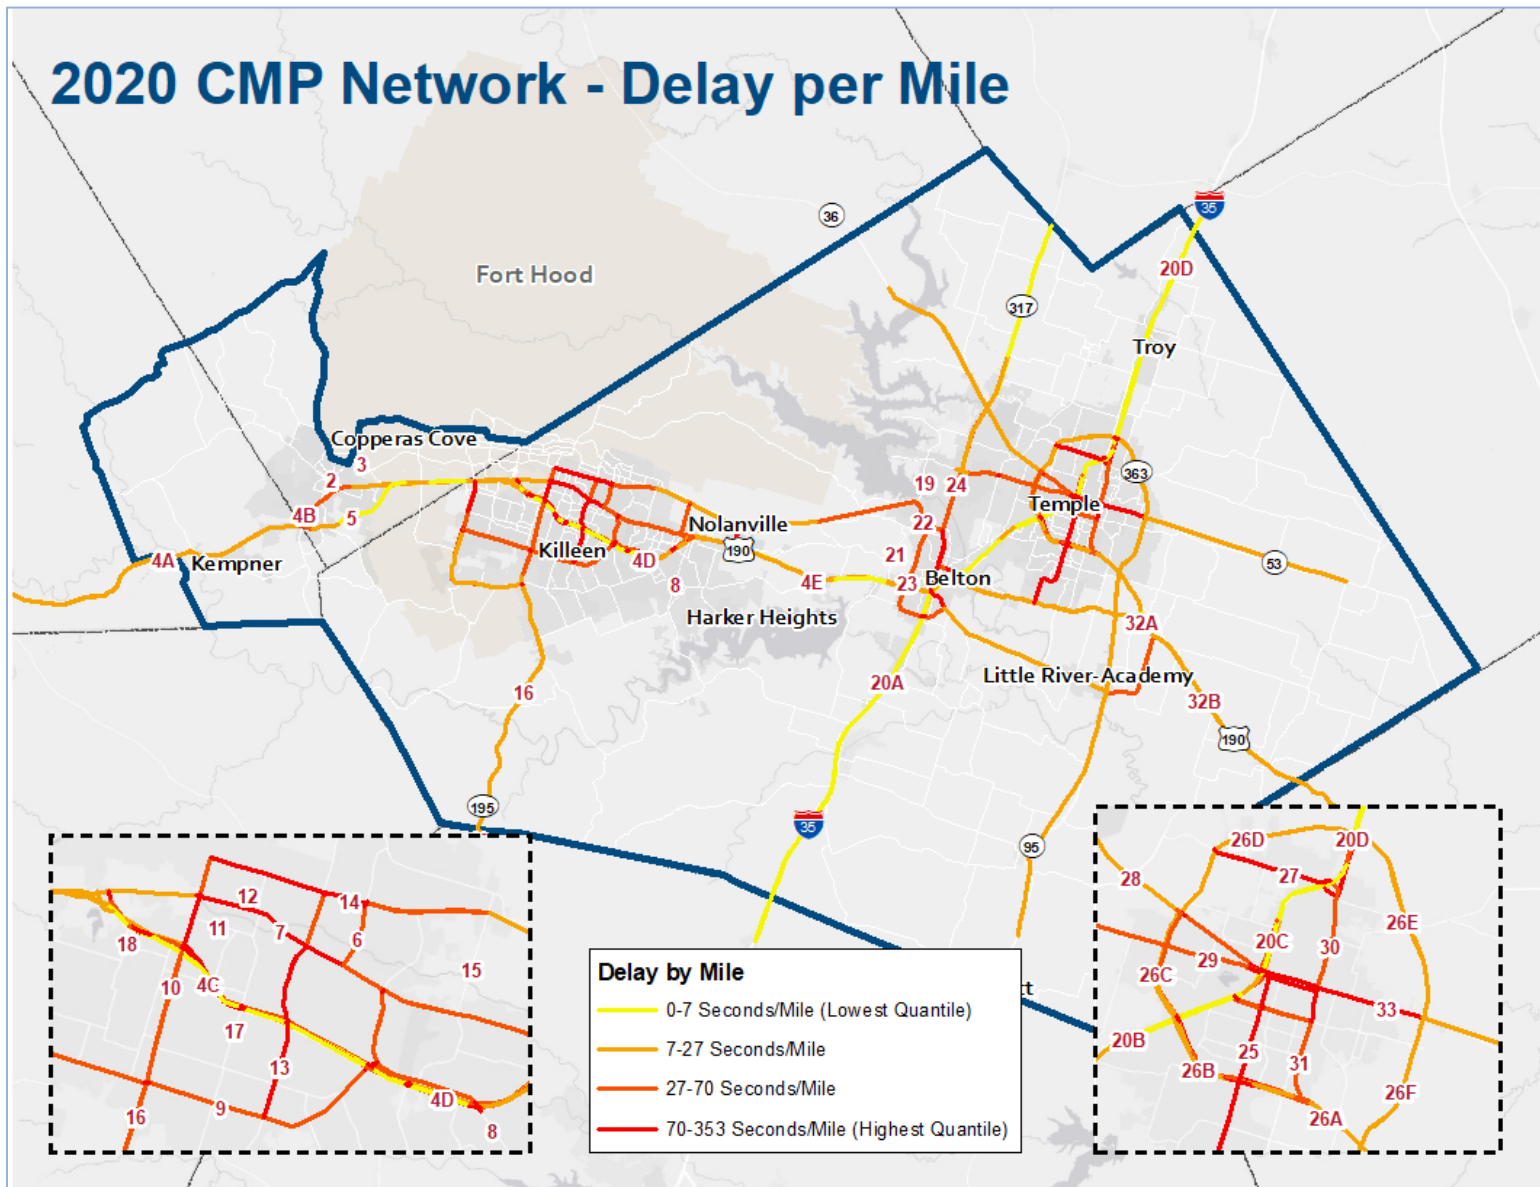 2020 CMP Network - Delay per Mile
36
35
20D
Fort Hood
317
Troy
Copperas Cove
3
2
19
24
363
4B
5
Temple
22
Nolanville
190
4A
Kempner
Killeen
4D
21
53
8
4E
23
Belton
Harker Heights
32A
16
20A
Little River-Academy
32B
190
195
35
95
12
14
11
7
6
18
15
10
4C
17
13
16
9
4D
8
Delay by Mile
0-7 Seconds/Mile (Lowest Quantile)
7-27 Seconds/Mile
27-70 Seconds/Mile
70-353 Seconds/Mile (Highest Quantile)
26D
20D
28
27
26E
20C
30
29
26C
33
20B
25
31
26B
26F
26A